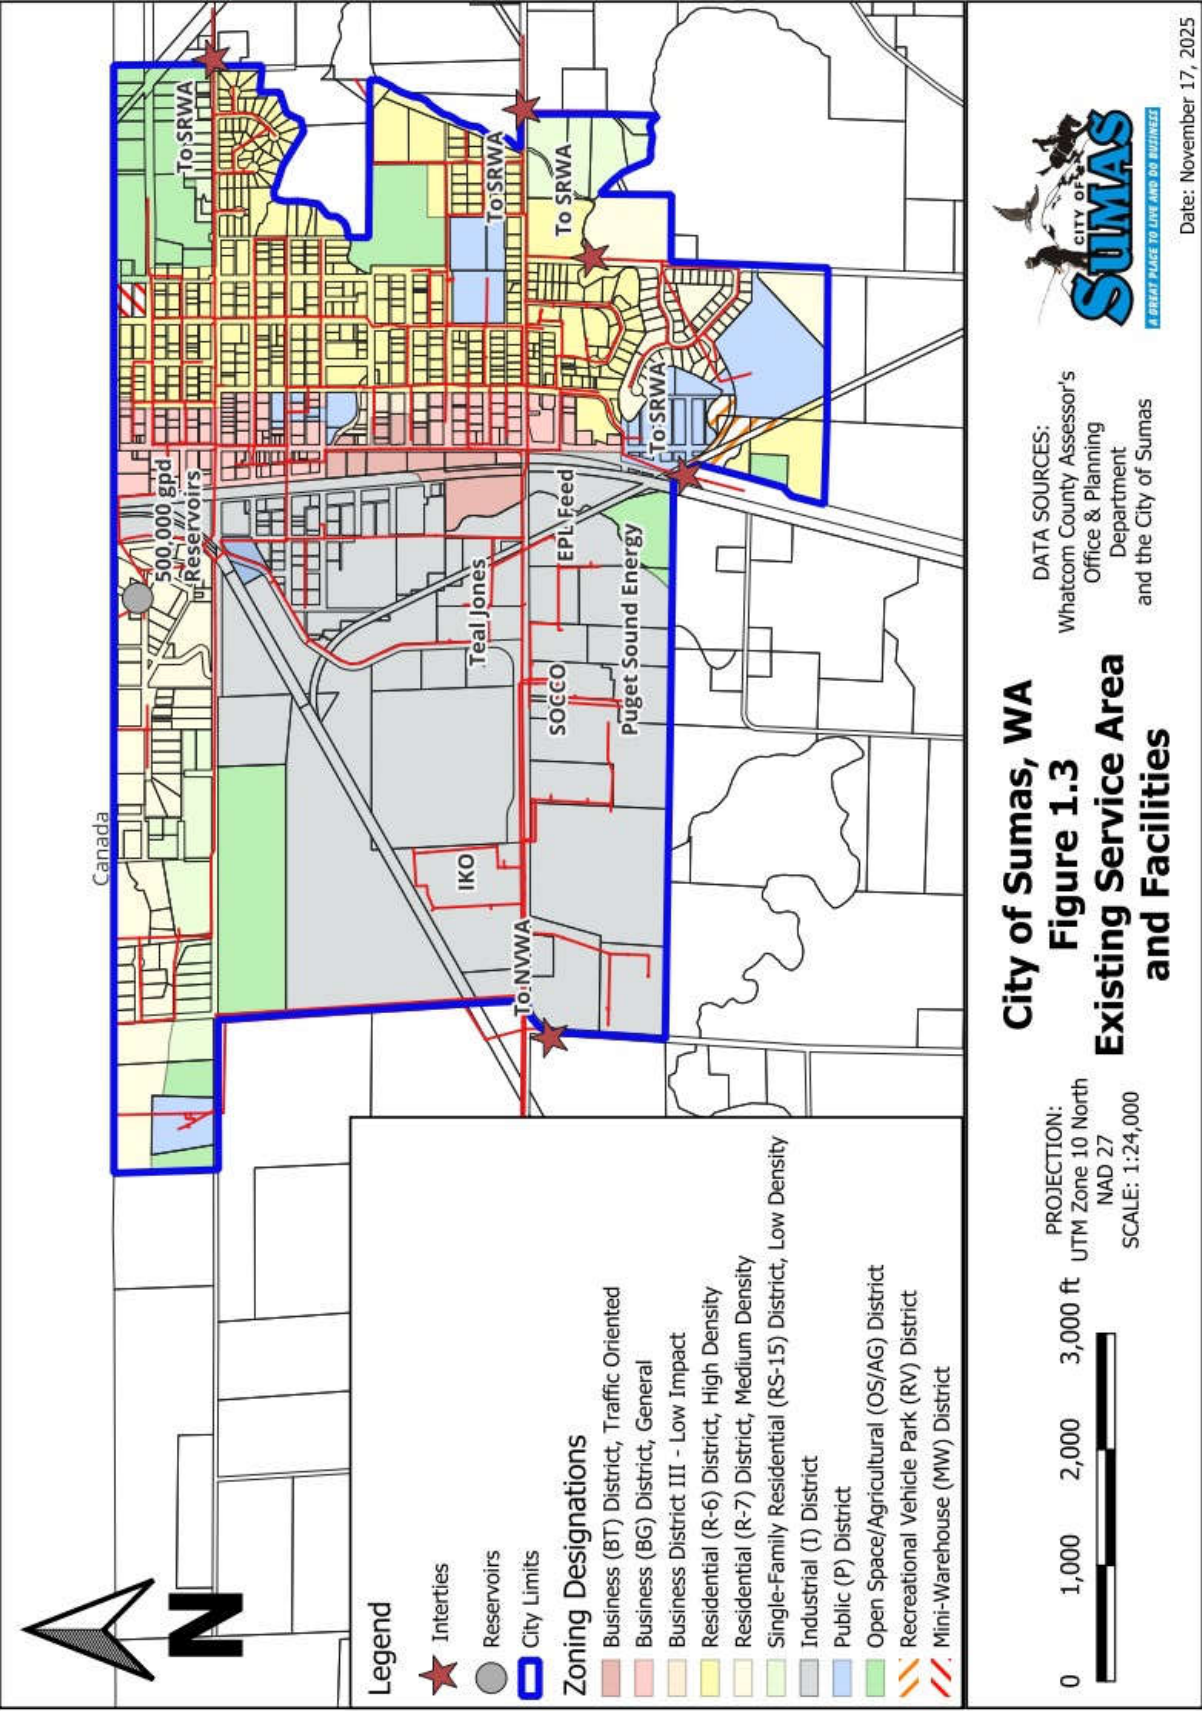 Canada
To SRWA
500,000 gpd
Reservoirs
To SRWA
To SRWA
To SRWA
Teal Jones
EPL Feed
SOCCO
Puget Sound Energy
IKO
To NVWA
N
Legend
Interties
Reservoirs
City Limits
Zoning Designations
Business (BT) District, Traffic Oriented
Business (BG) District, General
Business District III - Low Impact
Residential (R-6) District, High Density
Residential (R-7) District, Medium Density
Single-Family Residential (RS-15) District, Low Density
Industrial (I) District
Public (P) District
Open Space/Agricultural (OS/AG) District
Recreational Vehicle Park (RV) District
Mini-Warehouse (MW) District
0 1,000 2,000 3,000 ft
PROJECTION:
UTM Zone 10 North
NAD 27
SCALE: 1:24,000
City of Sumas, WA
Figure 1.3
Existing Service Area
and Facilities
DATA SOURCES:
Whatcom County Assessor's
Office & Planning
Department
and the City of Sumas
CITY OF
SUMAS
A GREAT PLACE TO LIVE AND DO BUSINESS
Date: November 17, 2025